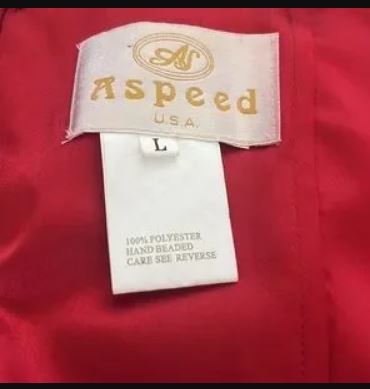 AS
Aspeed
U.S.A.
L
100% POLYESTER
HAND BEADED
CARE SEE REVERSE